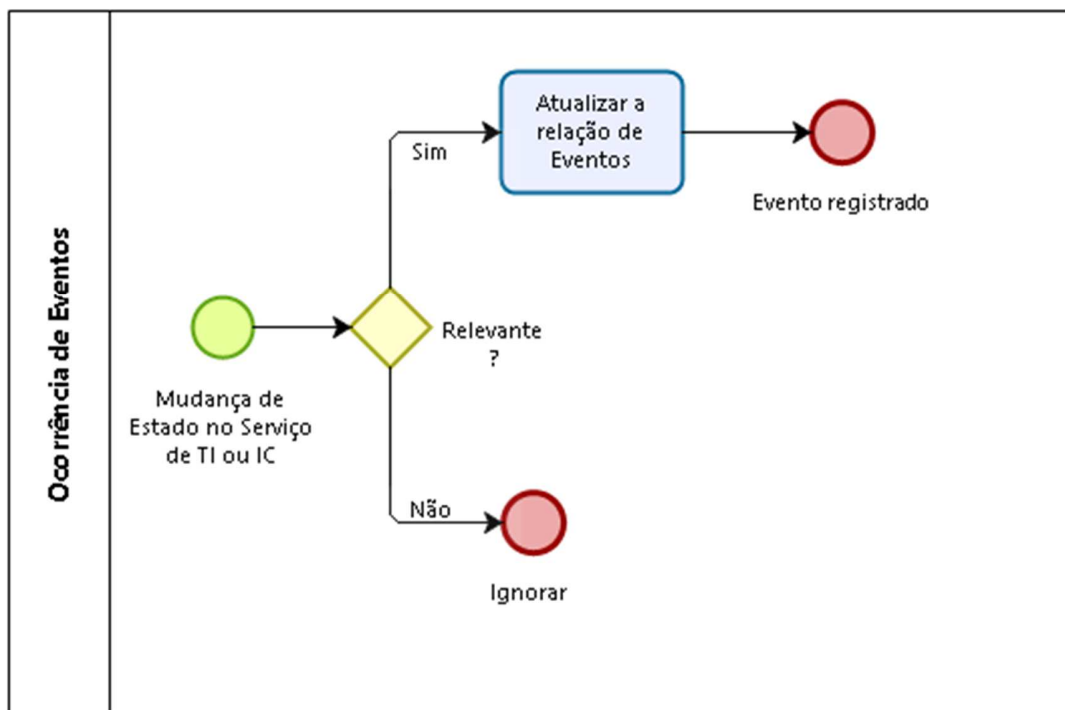 Ocorrência de Eventos
Mudança de
Estado no Serviço
de TI ou IC
Relevante
?
Sim
Atualizar a
relação de
Eventos
Evento registrado
Não
Ignorar